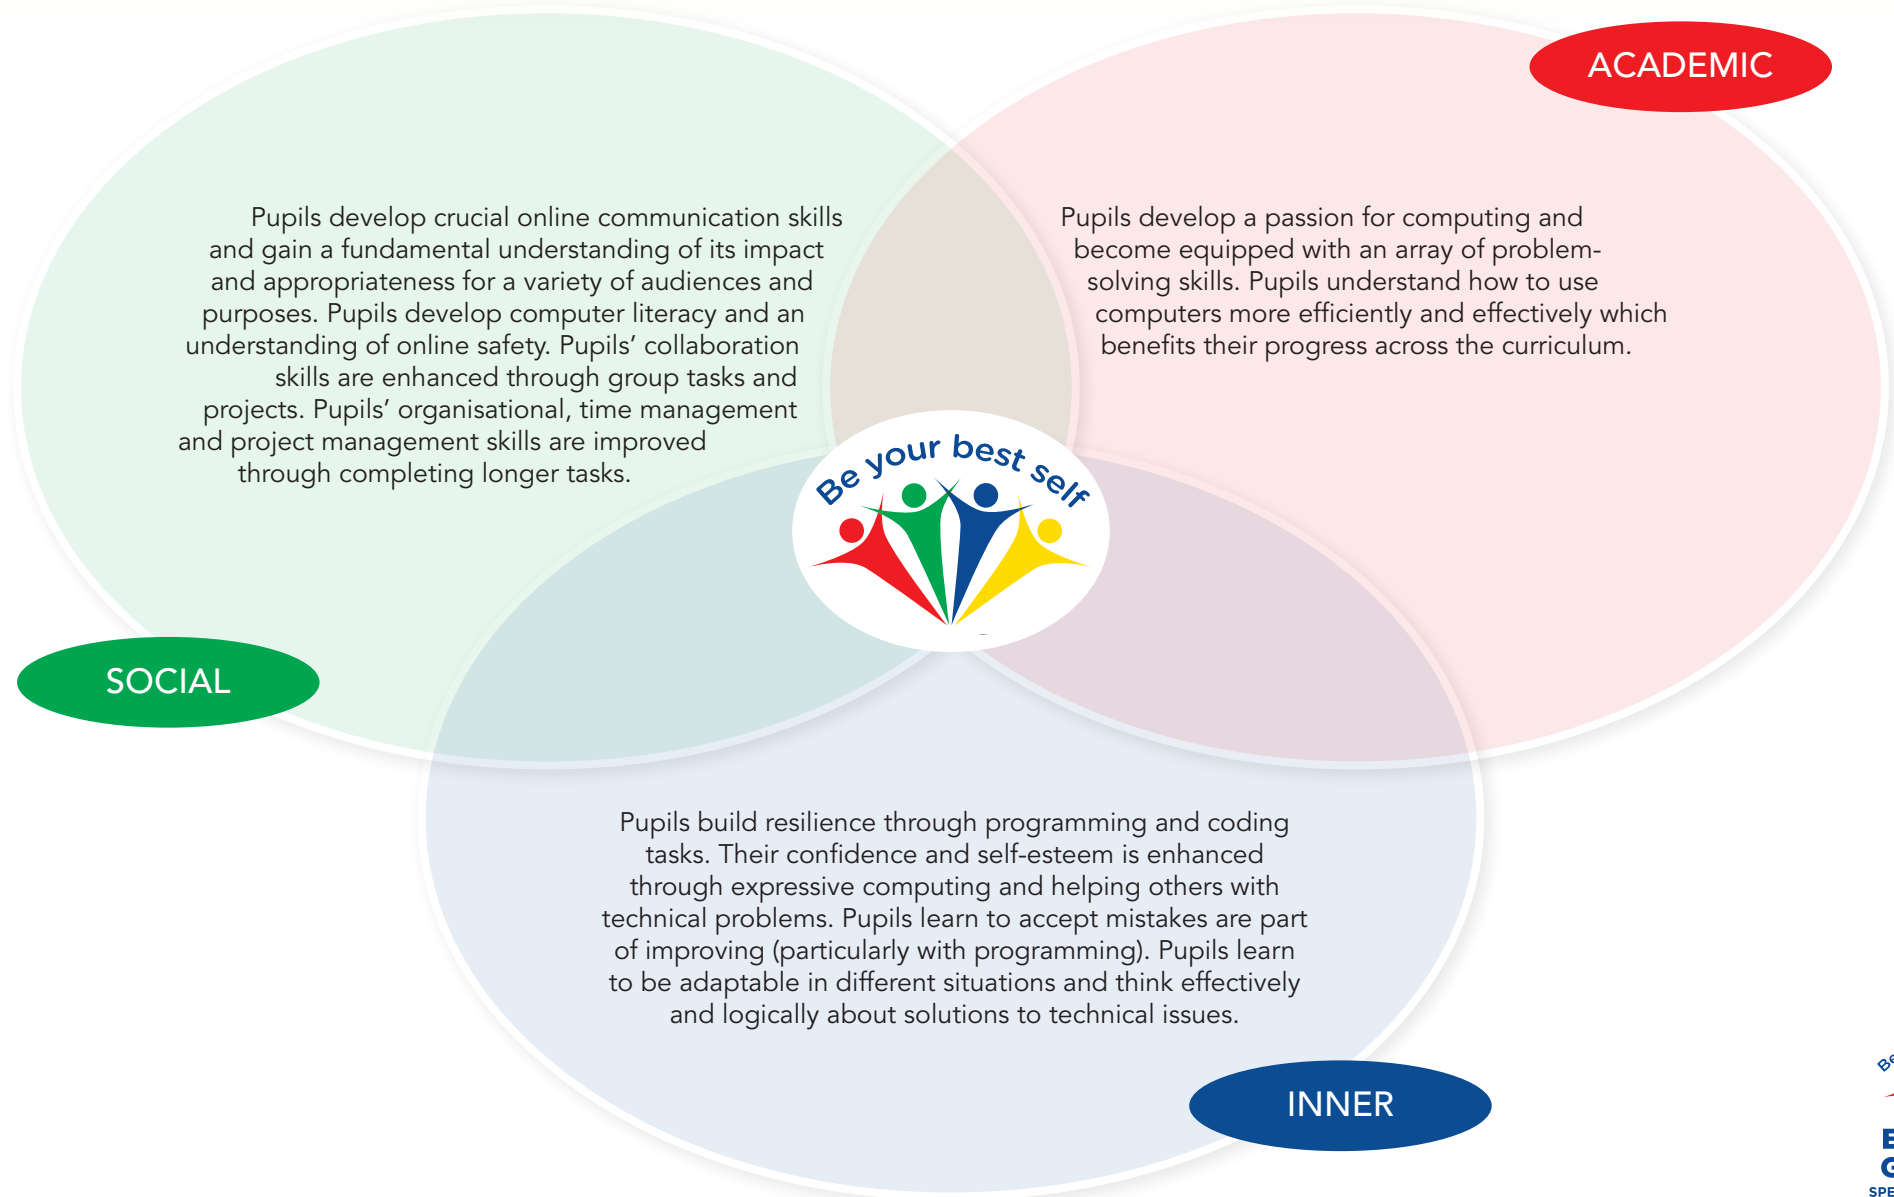 ACADEMIC
Pupils develop crucial online communication skills
and gain a fundamental understanding of its impact
and appropriateness for a variety of audiences and
purposes. Pupils develop computer literacy and an
understanding of online safety. Pupils’ collaboration
skills are enhanced through group tasks and
projects. Pupils’ organisational, time management
and project management skills are improved
through completing longer tasks.
Pupils develop a passion for computing and
become equipped with an array of problem-
solving skills. Pupils understand how to use
computers more efficiently and effectively which
benefits their progress across the curriculum.
Be your best self
SOCIAL
Pupils build resilience through programming and coding
tasks. Their confidence and self-esteem is enhanced
through expressive computing and helping others with
technical problems. Pupils learn to accept mistakes are part
of improving (particularly with programming). Pupils learn
to be adaptable in different situations and think effectively
and logically about solutions to technical issues.
INNER
Be
SPE